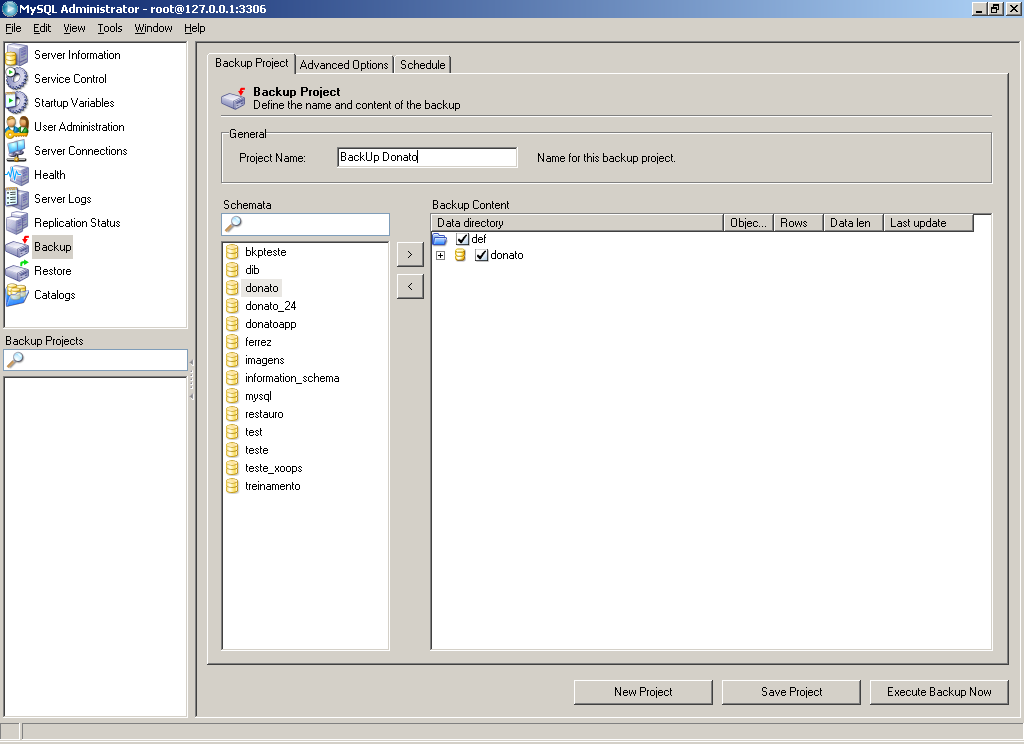 MySQL Administrator - root@127.0.0.1:3306
File Edit View Tools Window Help
Server Information
Service Control
Startup Variables
User Administration
Server Connections
Health
Server Logs
Replication Status
Backup
Restore
Catalogs
Backup Projects
Backup Project Advanced Options Schedule
Backup Project
Define the name and content of the backup
General
Project Name: BackUp Donato Name for this backup project.
Schemata
bkpteste
dib
donato
donato_24
donatoapp
ferrez
imagens
information_schema
mysql
restauro
test
teste
teste_xoops
treinamento
>
<
Backup Content
Data directory Objec... Rows Data len Last update
def
donato
New Project Save Project Execute Backup Now